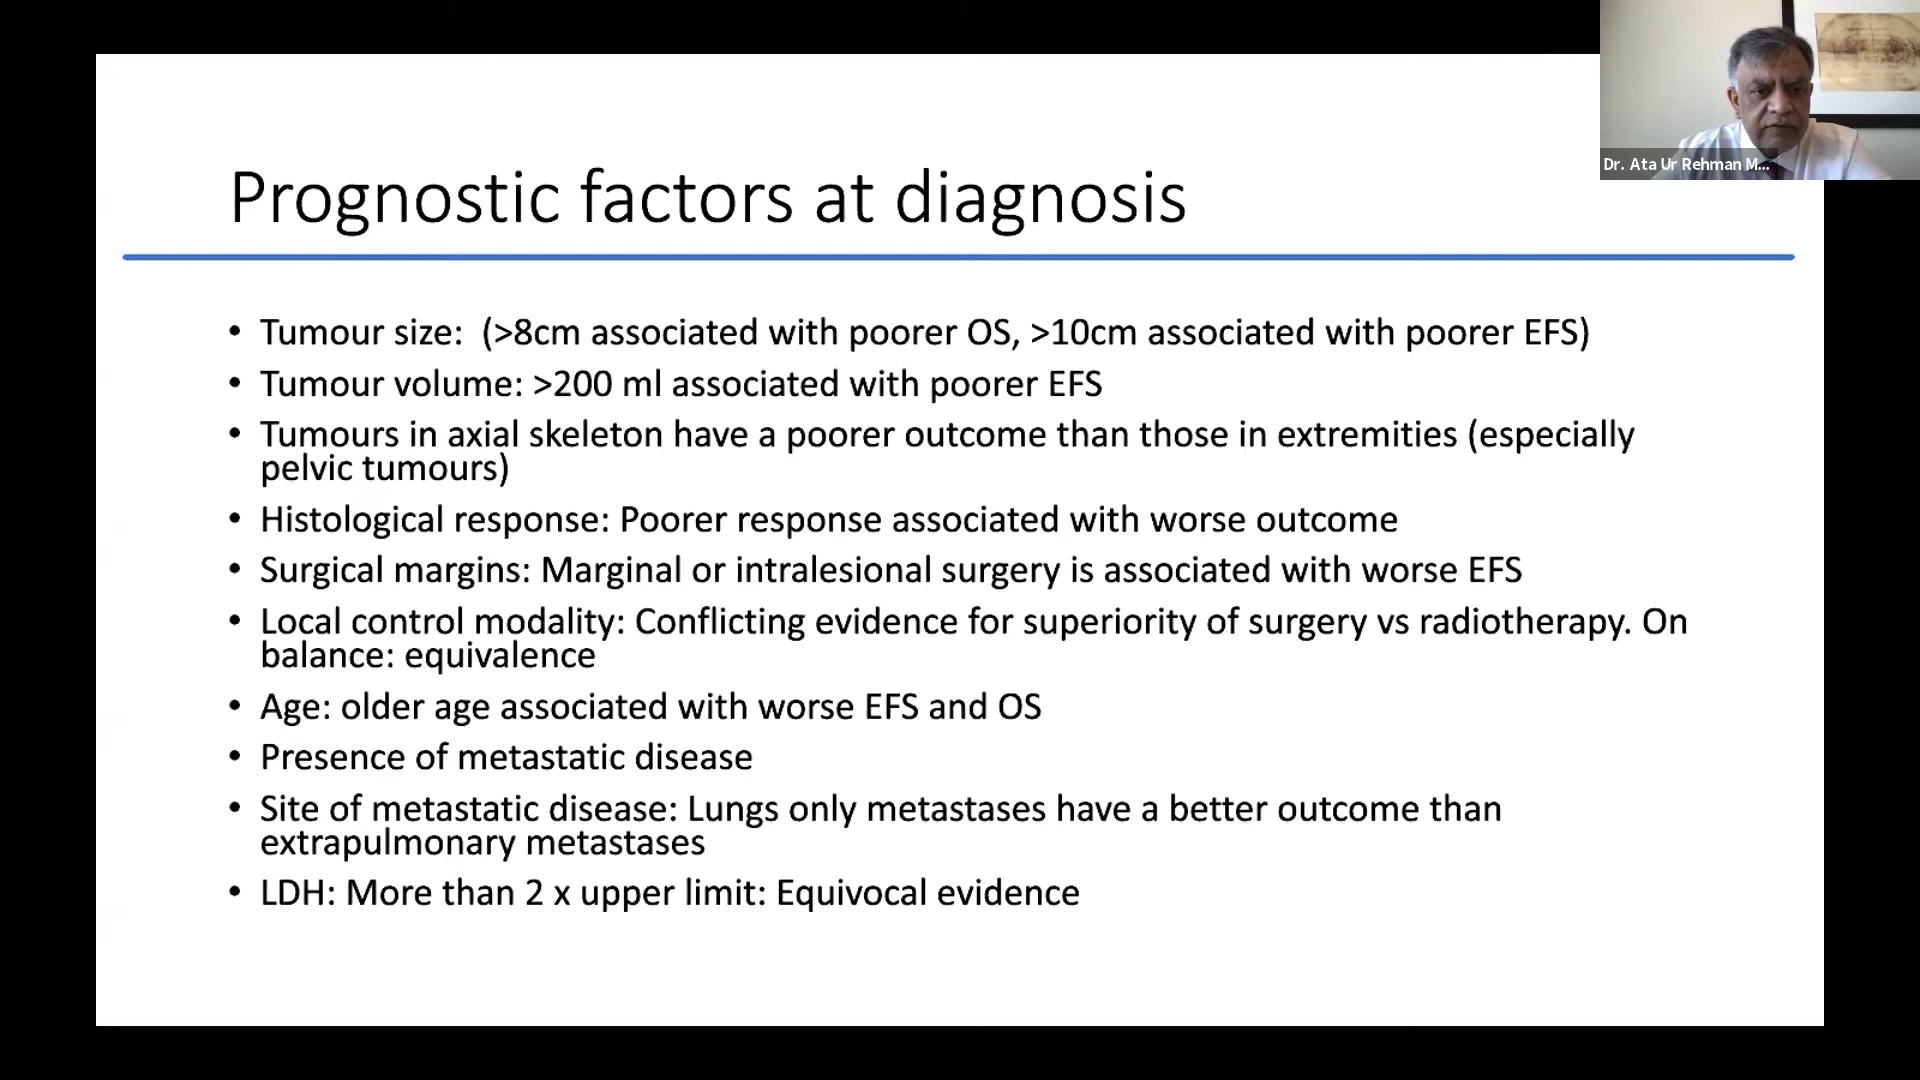 Dr. Ata Ur Rehman M...
Prognostic factors at diagnosis
• Tumour size:  (>8cm associated with poorer OS, >10cm associated with poorer EFS)
• Tumour volume: >200 ml associated with poorer EFS
• Tumours in axial skeleton have a poorer outcome than those in extremities (especially
pelvic tumours)
• Histological response: Poorer response associated with worse outcome
• Surgical margins: Marginal or intralesional surgery is associated with worse EFS
• Local control modality: Conflicting evidence for superiority of surgery vs radiotherapy. On
balance: equivalence
• Age: older age associated with worse EFS and OS
• Presence of metastatic disease
• Site of metastatic disease: Lungs only metastases have a better outcome than
extrapulmonary metastases
• LDH: More than 2 x upper limit: Equivocal evidence